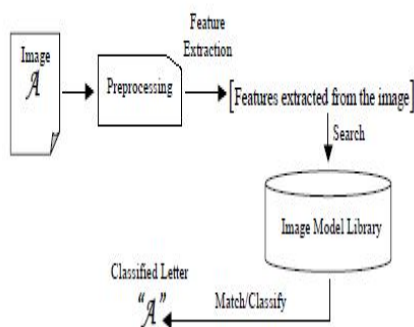 Feature
Extraction
Image
𝒜
Preprocessing
[Features extracted from the image]
Search
Image Model Library
Classified Letter
"𝒜"
Match/Classify